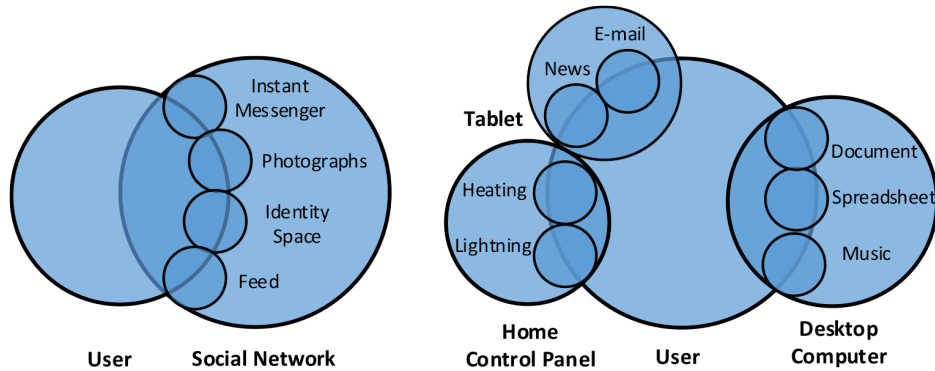 Instant
Messenger
Photographs
Identity
Space
Feed
User
Social Network
E-mail
News
Tablet
Heating
Lightning
Document
Spreadsheet
Music
Home
Control Panel
User
Desktop
Computer